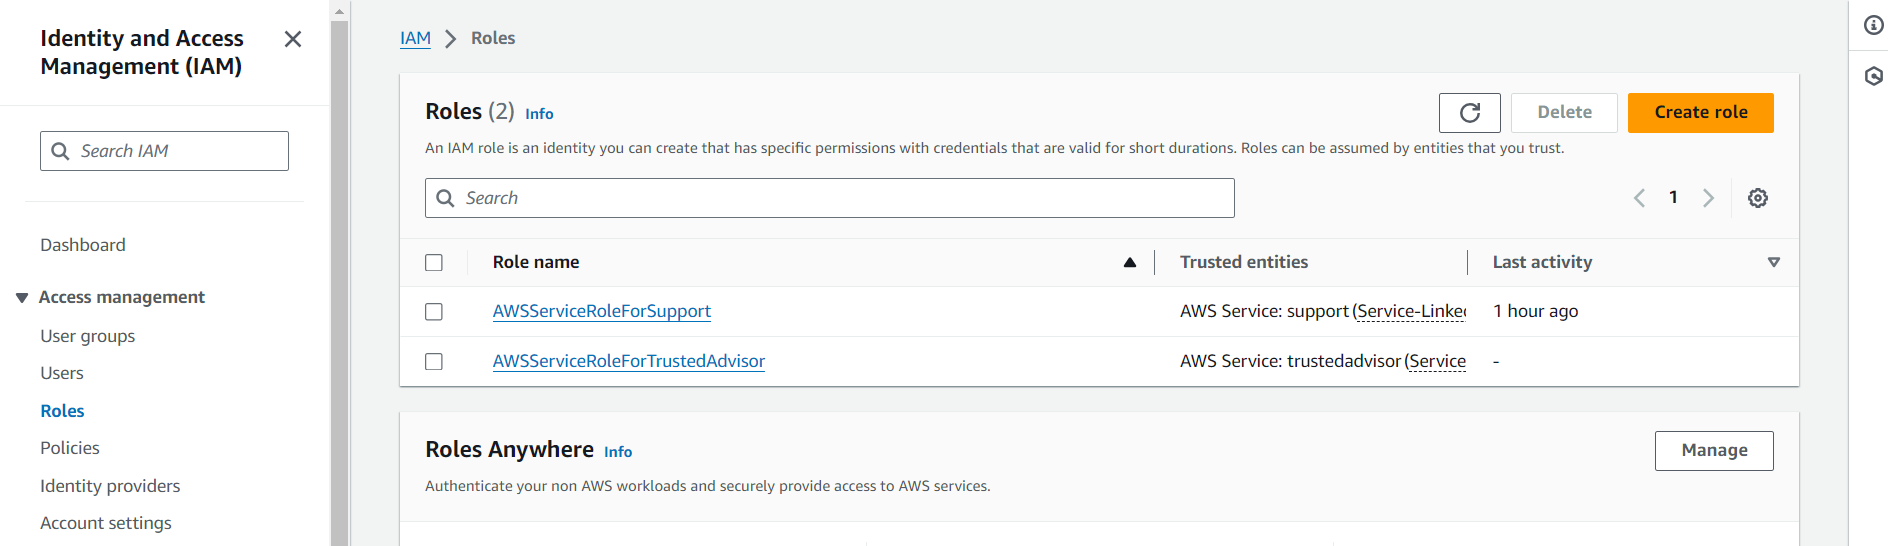 Identity and Access
Management (IAM)
Search IAM
Dashboard
Access management
User groups
Users
Roles
Policies
Identity providers
Account settings
IAM > Roles
Roles (2) Info
Delete
Create role
An IAM role is an identity you can create that has specific permissions with credentials that are valid for short durations. Roles can be assumed by entities that you trust.
Search
1
Role name Trusted entities Last activity
AWSServiceRoleForSupport AWS Service: support (Service-Linked 1 hour ago
AWSServiceRoleForTrustedAdvisor AWS Service: trustedadvisor (Service -
Roles Anywhere Info
Manage
Authenticate your non AWS workloads and securely provide access to AWS services.